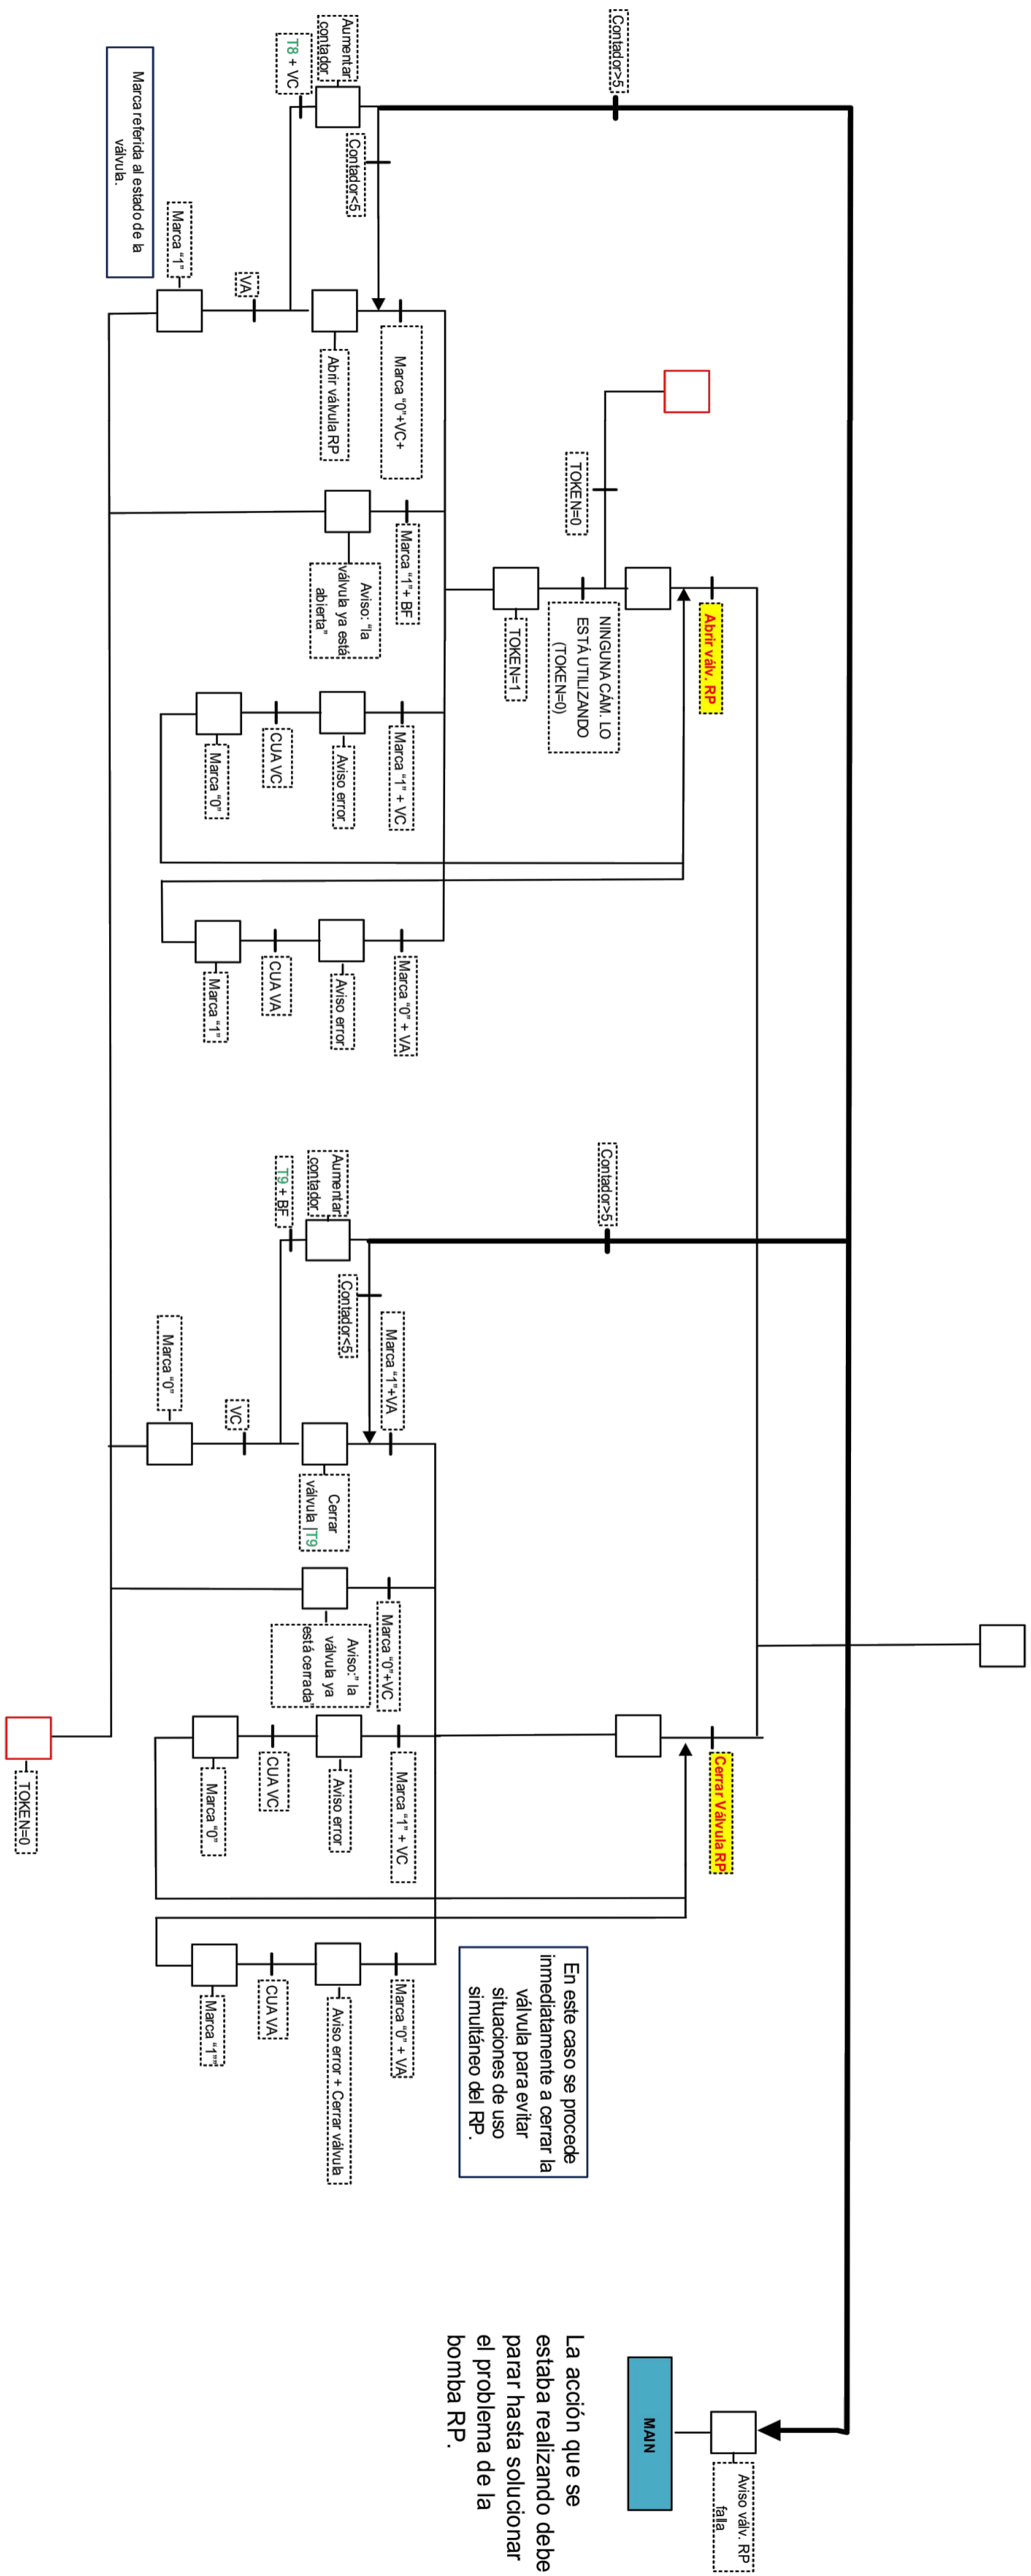 Abrir válv. RP
Cerrar Válvula RP
Aviso válv. RP
falla
MAIN
La acción que se
estaba realizando debe
parar hasta solucionar
el problema de la
bomba RP.
Contador>5
Contador>5
TOKEN=0
NINGUNA CÁM. LO
ESTÁ UTILIZANDO
(TOKEN=0)
TOKEN=1
En este caso se procede
inmediatamente a cerrar la
válvula para evitar
situaciones de uso
simultáneo del RP.
Marca "0"+VC+
Marca "1"+ BF
Marca "1" + VC
Marca "0" + VA
Marca "1"+VA
Marca "0"+VC
Marca "1" + VC
Marca "0" + VA
Contador<5
Contador<5
Aumentar
contador
Abrir válvula RP
Aviso: "la
válvula ya está
abierta"
Aviso error
Aviso error
Aumentar
contador
Cerrar
válvula |T9
Aviso:" la
válvula ya
está cerrada"
Aviso error
Aviso error + Cerrar válvula
T8 + VC
VA
CUA VC
CUA VA
T9 + BF
VC
CUA VC
CUA VA
Marca "1"
Marca "0"
Marca "1"
Marca "0"
Marca "0"
Marca "1""
Marca referida al estado de la
válvula.
TOKEN=0